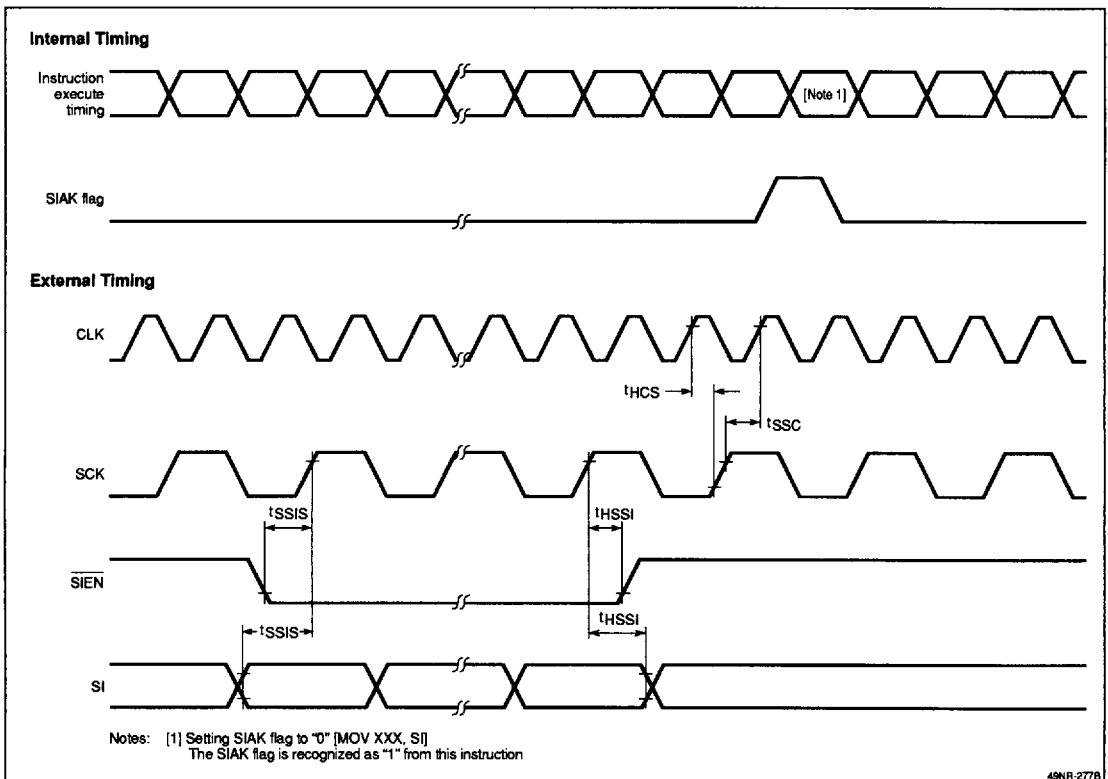 Internal Timing
Instruction
execute
timing
[Note 1]
SIAK flag
External Timing
CLK
tHCS
tSSC
SCK
tSSIS
tHSSI
SIEN
tSSIS
tHSSI
SI
Notes: [1] Setting SIAK flag to "0" [MOV XXX, SI]
The SIAK flag is recognized as "1" from this instruction
49NR-277B